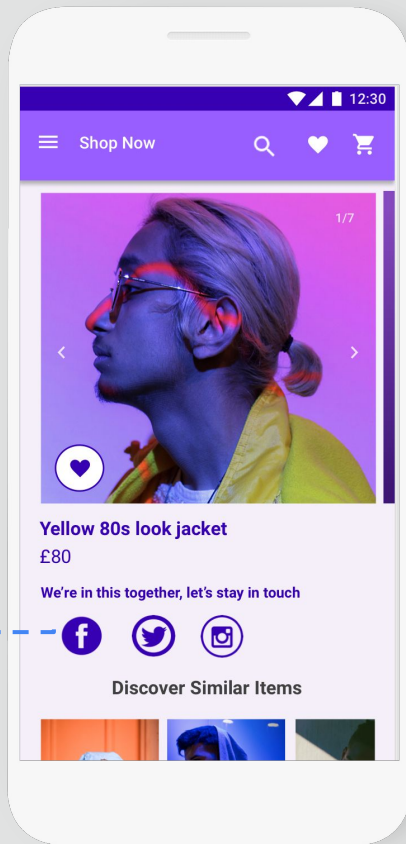 12:30
Shop Now
1/7
Yellow 80s look jacket
£80
We’re in this together, let’s stay in touch
Discover Similar Items